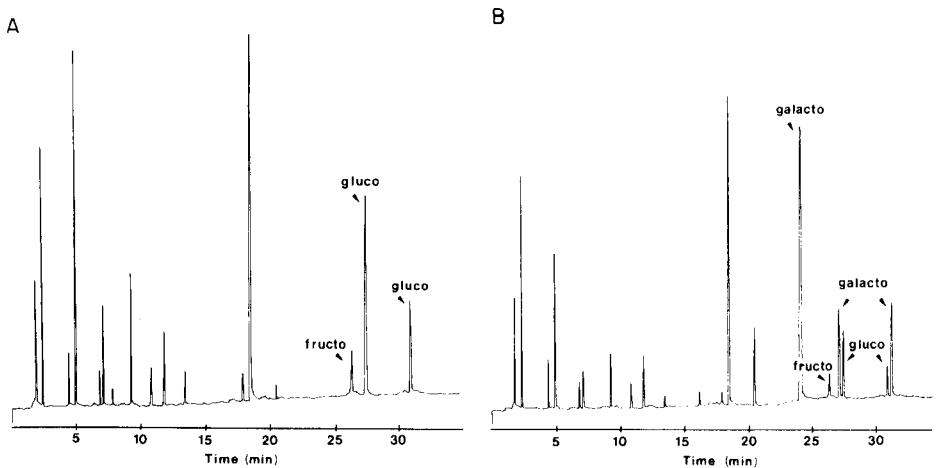 A
gluco
gluco
fructo
5 10 15 20 25 30
Time (min)
B
galacto
galacto
gluco
fructo
5 10 15 20 25 30
Time (min)